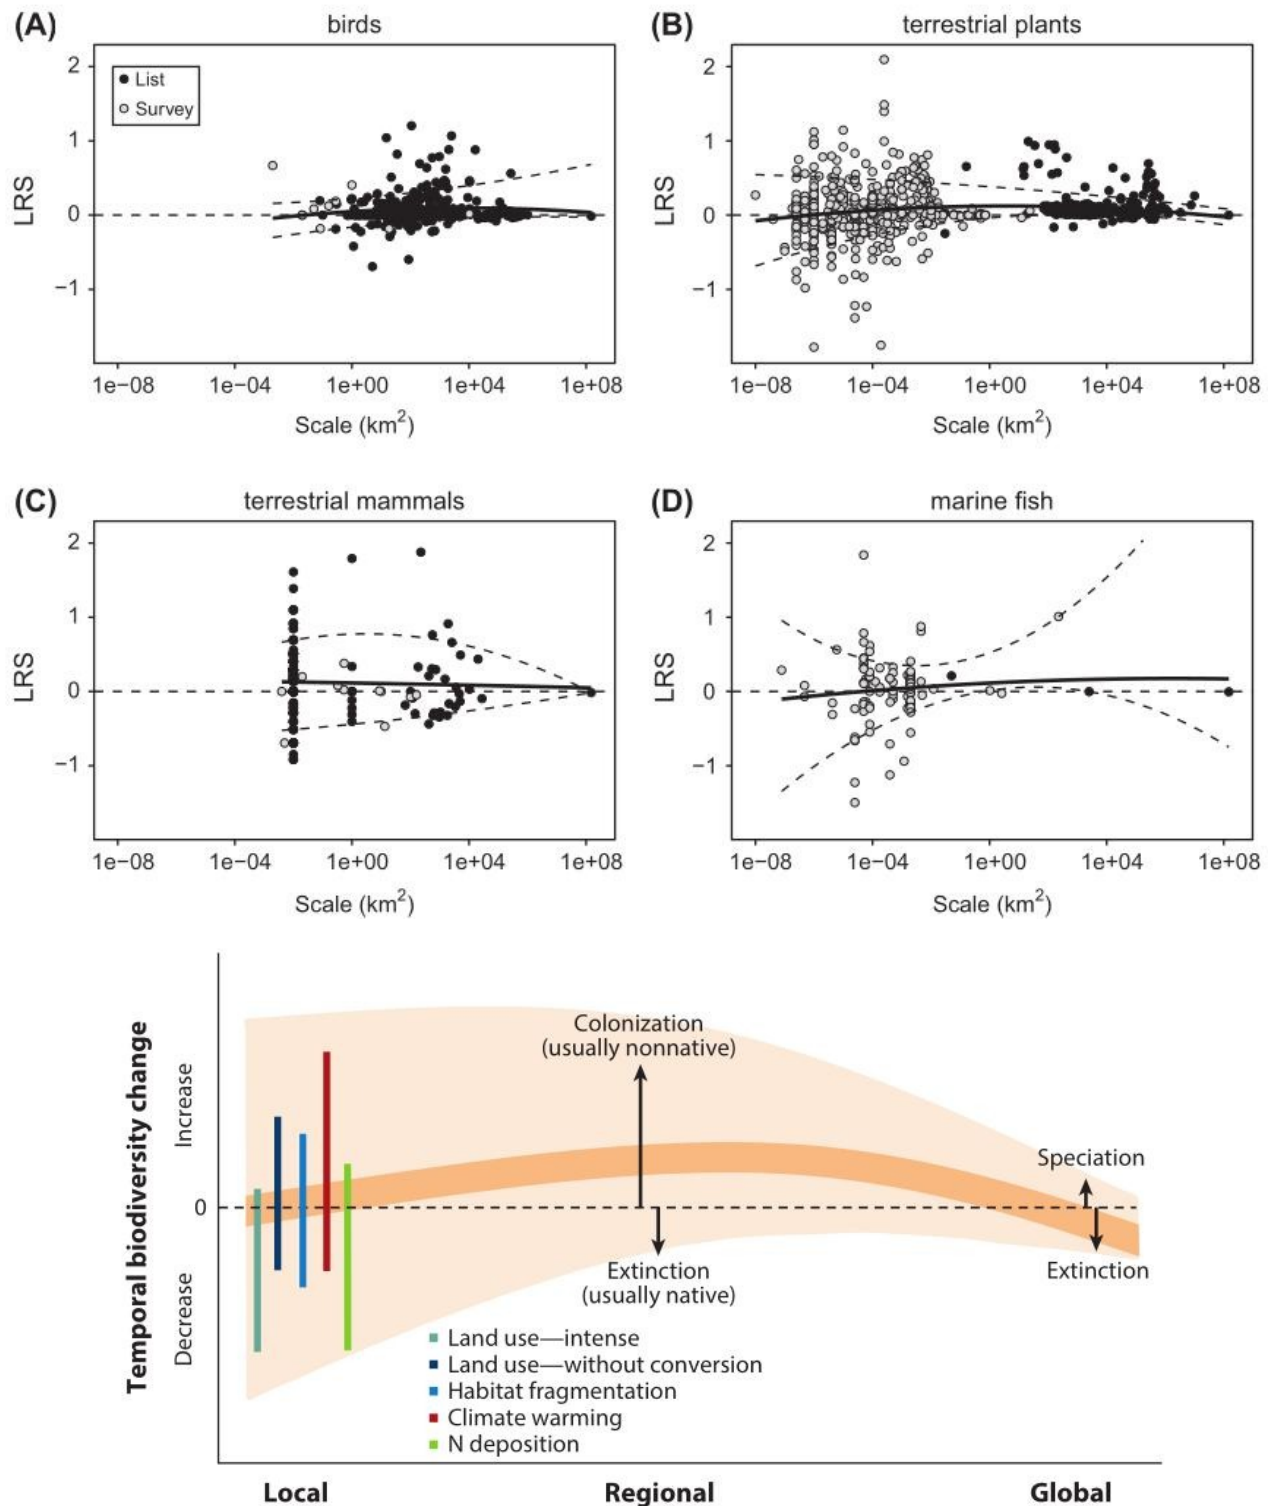 (A)
birds
2
1
0
−1
LRS
List
Survey
1e−08 1e−04 1e+00 1e+04 1e+08
Scale (km²)
(B)
terrestrial plants
2
1
0
−1
LRS
1e−08 1e−04 1e+00 1e+04 1e+08
Scale (km²)
(C)
terrestrial mammals
2
1
0
−1
LRS
1e−08 1e−04 1e+00 1e+04 1e+08
Scale (km²)
(D)
marine fish
2
1
0
−1
LRS
1e−08 1e−04 1e+00 1e+04 1e+08
Scale (km²)
Temporal biodiversity change
Increase
0
Decrease
Colonization
(usually nonnative)
Extinction
(usually native)
Speciation
Extinction
Land use—intense
Land use—without conversion
Habitat fragmentation
Climate warming
N deposition
Local Regional Global